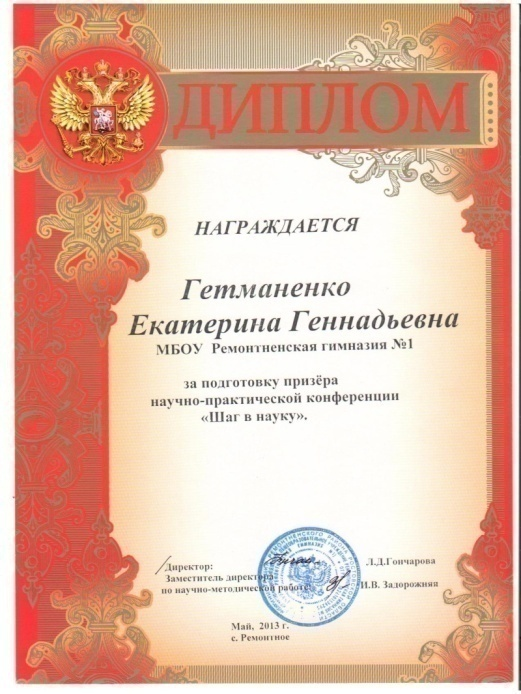 ДИПЛОМ
НАГРАЖДАЕТСЯ
Гетманенко
Екатерина Геннадьевна
МБОУ Ремонтненская гимназия №1
за подготовку призёра
научно-практической конференции
«Шаг в науку».
Директор: Л.Д.Гончарова
Заместитель директора
по научно-методической работе И.В. Задорожняя
Май, 2013 г.
с. Ремонтное